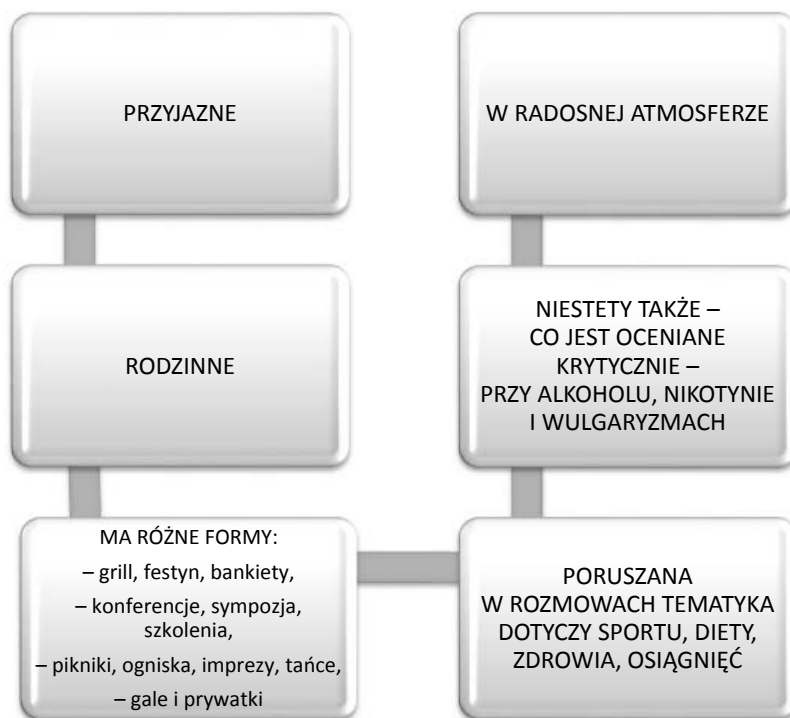 PRZYJAZNE
RODZINNE
MA RÓŻNE FORMY:
– grill, festyn, bankiety,
– konferencje, sympozja,
szkolenia,
– pikniki, ogniska, imprezy, tańce,
– gale i prywatki
PORUSZANA
W ROZMOWACH TEMATYKA
DOTYCZY SPORTU, DIETY,
ZDROWIA, OSIĄGNIĘĆ
NIESTETY TAKŻE –
CO JEST OCENIANE
KRYTYCZNIE –
PRZY ALKOHOLU, NIKOTYNIE
I WULGARYZMACH
W RADOSNEJ ATMOSFERZE